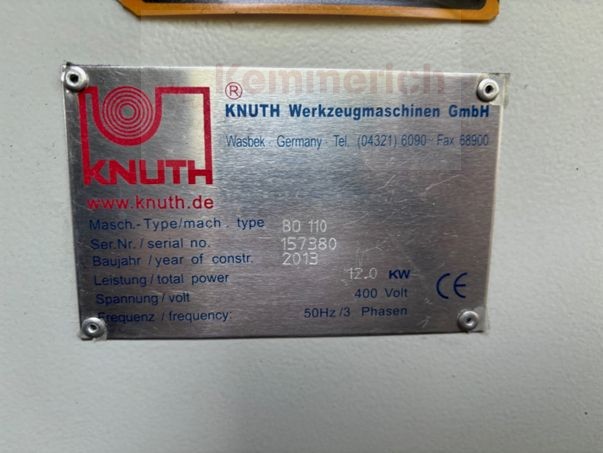 Kemmerich
® KNUTH Werkzeugmaschinen GmbH
Wasbek · Germany · Tel. (04321) 6090 · Fax 68900
KNUTH
www.knuth.de
Masch.-Type/mach. type BO 110
Ser.Nr./serial no. 157380
Baujahr/year of constr. 2013
Leistung/total power 12.0 KW
Spannung/volt 400 Volt
Frequenz/frequency: 50Hz/3 Phasen
CE